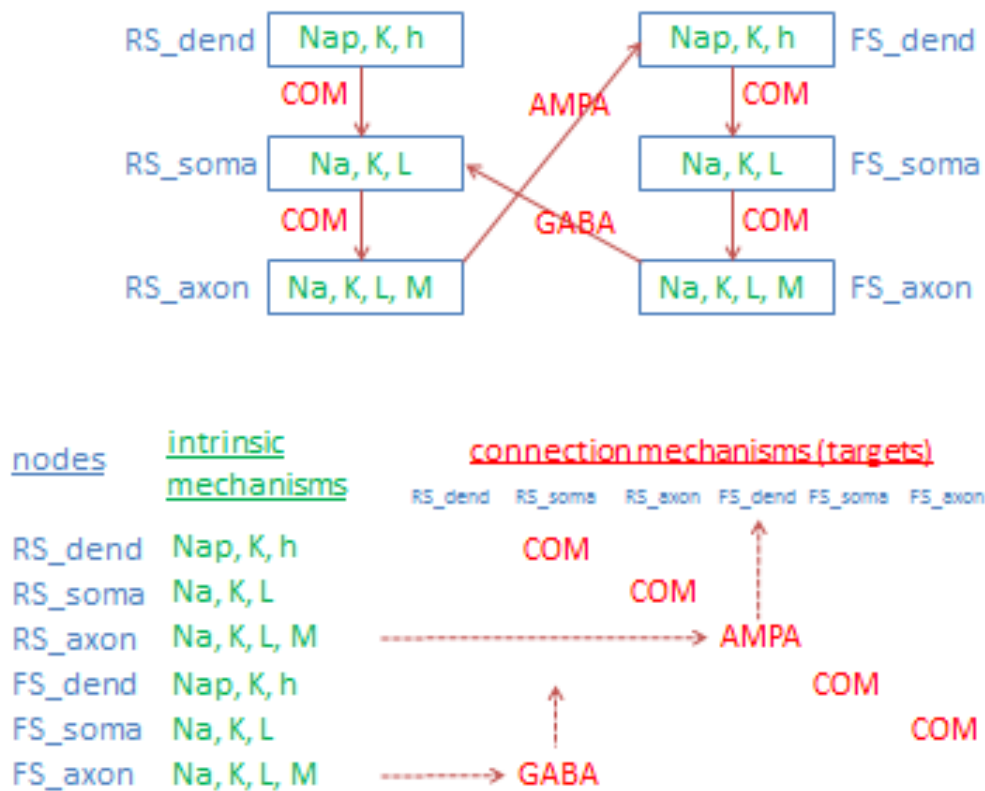 RS_dend Nap, K, h Nap, K, h FS_dend
COM AMPA COM
RS_soma Na, K, L Na, K, L FS_soma
COM GABA COM
RS_axon Na, K, L, M Na, K, L, M FS_axon
nodes intrinsic mechanisms connection mechanisms (targets)
RS_dend RS_soma RS_axon FS_dend FS_soma FS_axon
RS_dend Nap, K, h COM
RS_soma Na, K, L COM
RS_axon Na, K, L, M AMPA
FS_dend Nap, K, h COM
FS_soma Na, K, L COM
FS_axon Na, K, L, M GABA